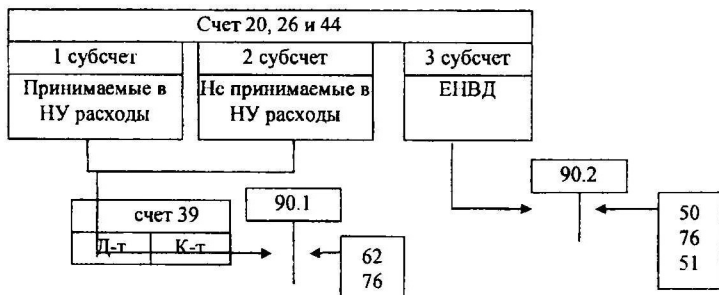 Счет 20, 26 и 44
1 субсчет
2 субсчет
3 субсчет
Принимаемые в
НУ расходы
Не принимаемые в
НУ расходы
ЕНВД
90.1
90.2
счет 39
Д-т
К-т
62
76
50
76
51